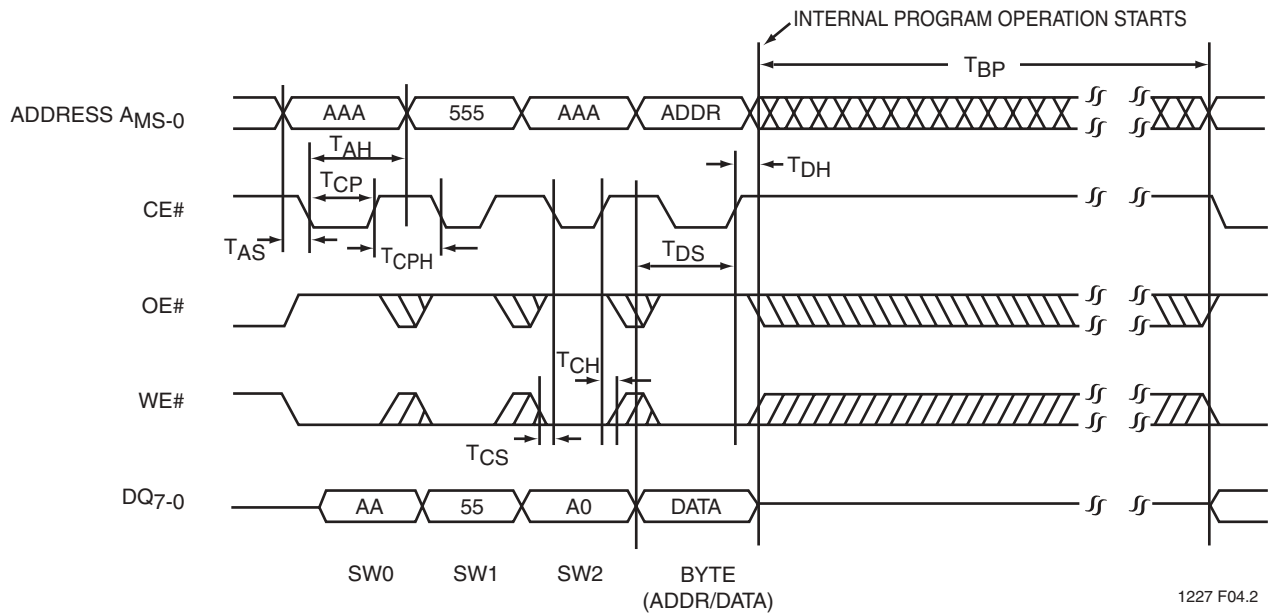 INTERNAL PROGRAM OPERATION STARTS
TBP
ADDRESS AMS-0
AAA
555
AAA
ADDR
TAH
TDH
TCP
CE#
TAS
TCPH
TDS
OE#
TCH
WE#
TCS
DQ7-0
AA
55
A0
DATA
SW0
SW1
SW2
BYTE
(ADDR/DATA)
1227 F04.2